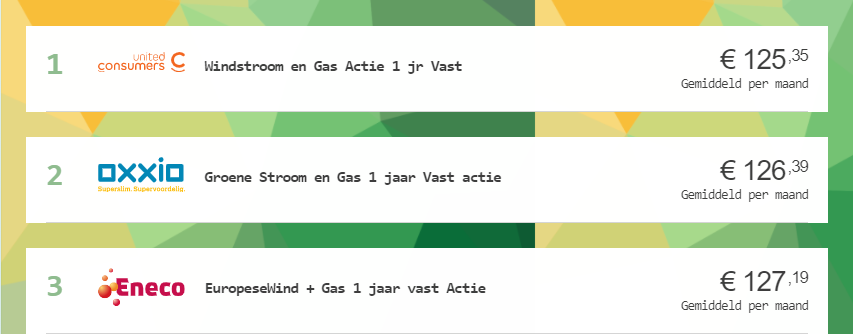 1
united
consumers
Windstroom en Gas Actie 1 jr Vast
€ 125,35
Gemiddeld per maand
2
oxxio
Superslim. Supervoordelig.
Groene Stroom en Gas 1 jaar Vast actie
€ 126,39
Gemiddeld per maand
3
Eneco
EuropeseWind + Gas 1 jaar vast Actie
€ 127,19
Gemiddeld per maand